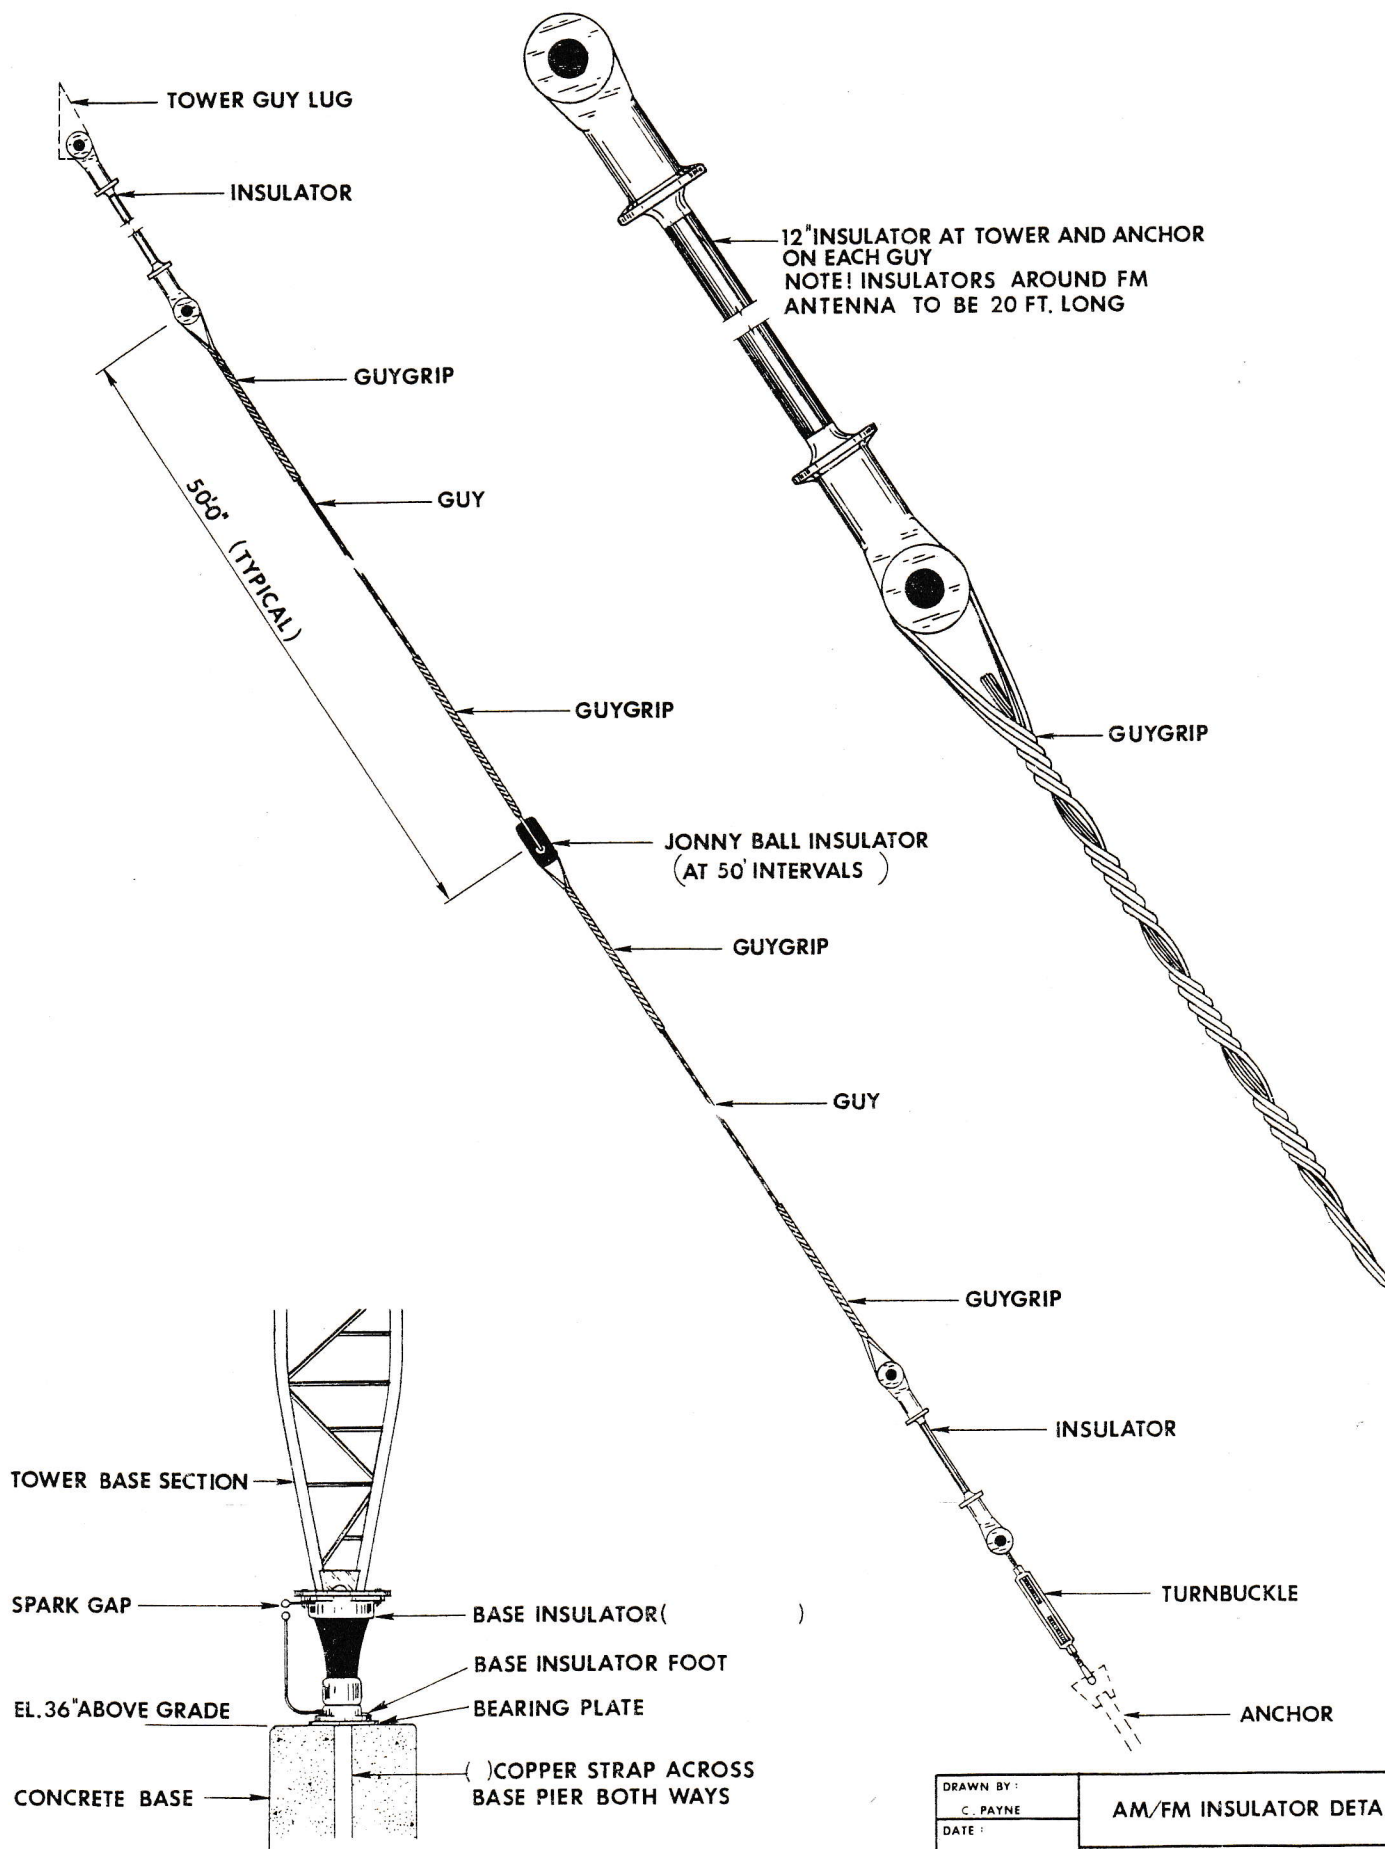 TOWER GUY LUG
INSULATOR
12" INSULATOR AT TOWER AND ANCHOR
ON EACH GUY
NOTE! INSULATORS AROUND FM
ANTENNA TO BE 20 FT. LONG
GUYGRIP
GUY
50'0" (TYPICAL)
GUYGRIP
GUYGRIP
JONNY BALL INSULATOR
(AT 50' INTERVALS )
GUYGRIP
GUY
GUYGRIP
INSULATOR
TURNBUCKLE
ANCHOR
TOWER BASE SECTION
SPARK GAP
BASE INSULATOR( )
BASE INSULATOR FOOT
EL. 36" ABOVE GRADE
BEARING PLATE
( )COPPER STRAP ACROSS
BASE PIER BOTH WAYS
CONCRETE BASE
DRAWN BY :
C. PAYNE
DATE :
AM/FM INSULATOR DETA